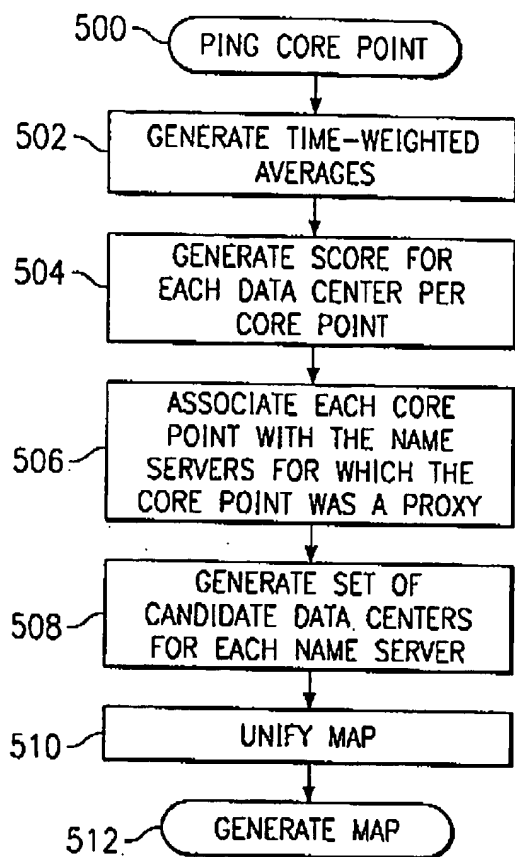 500
PING CORE POINT
502
GENERATE TIME-WEIGHTED
AVERAGES
504
GENERATE SCORE FOR
EACH DATA CENTER PER
CORE POINT
506
ASSOCIATE EACH CORE
POINT WITH THE NAME
SERVERS FOR WHICH THE
CORE POINT WAS A PROXY
508
GENERATE SET OF
CANDIDATE DATA CENTERS
FOR EACH NAME SERVER
510
UNIFY MAP
512
GENERATE MAP